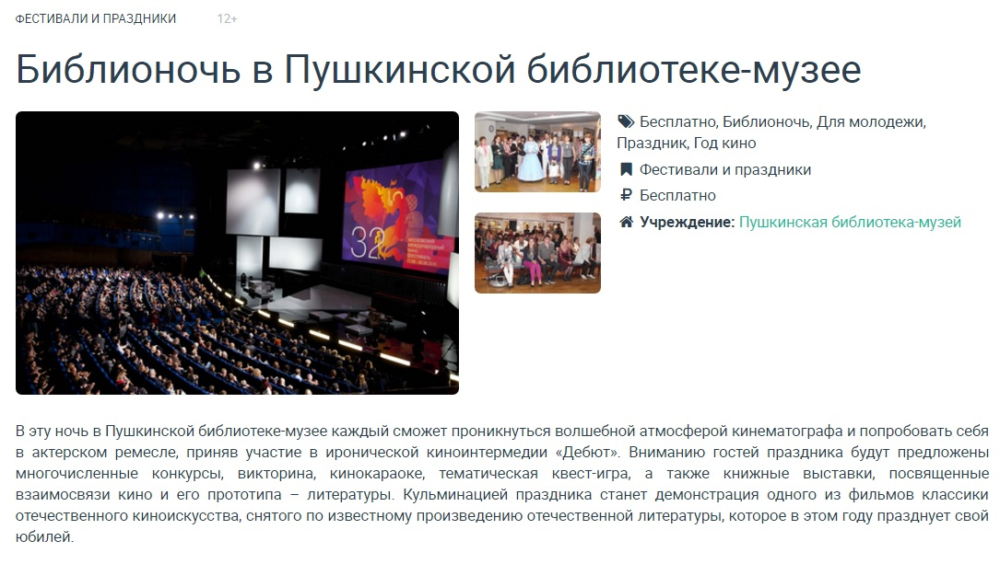 ФЕСТИВАЛИ И ПРАЗДНИКИ 12+
Библионочь в Пушкинской библиотеке-музее
32
МОСКОВСКИЙ
МЕЖДУНАРОДНЫЙ
КИНО
ФЕСТИВАЛЬ
Бесплатно, Библионочь, Для молодежи,
Праздник, Год кино
Фестивали и праздники
Бесплатно
Учреждение: Пушкинская библиотека-музей
В эту ночь в Пушкинской библиотеке-музее каждый сможет проникнуться волшебной атмосферой кинематографа и попробовать себя
в актерском ремесле, приняв участие в иронической киноинтермедии «Дебют». Вниманию гостей праздника будут предложены
многочисленные конкурсы, викторина, кинокараоке, тематическая квест-игра, а также книжные выставки, посвященные
взаимосвязи кино и его прототипа – литературы. Кульминацией праздника станет демонстрация одного из фильмов классики
отечественного киноискусства, снятого по известному произведению отечественной литературы, которое в этом году празднует свой
юбилей.